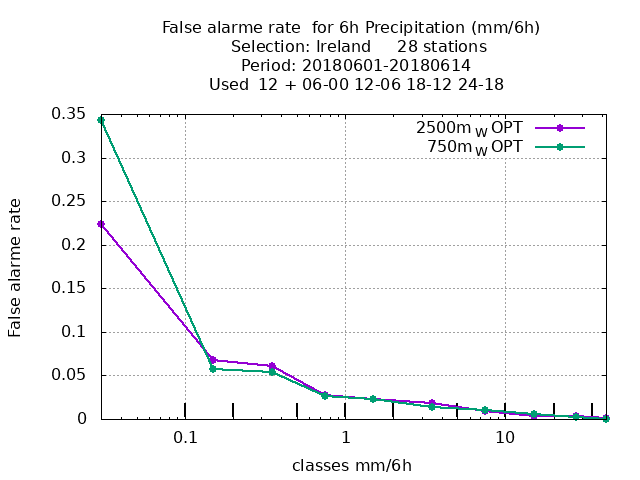 False alarme rate  for 6h Precipitation (mm/6h)
Selection: Ireland     28 stations
Period: 20180601-20180614
Used  12 + 06-00 12-06 18-12 24-18
2500m W OPT
750m W OPT
0.35
0.3
0.25
0.2
0.15
0.1
0.05
0
False alarme rate
0.1 1 10
classes mm/6h